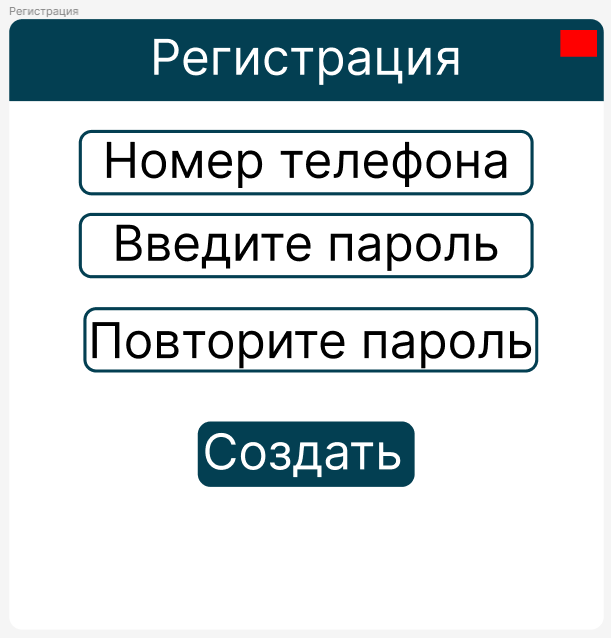 Регистрация
Регистрация
Номер телефона
Введите пароль
Повторите пароль
Создать